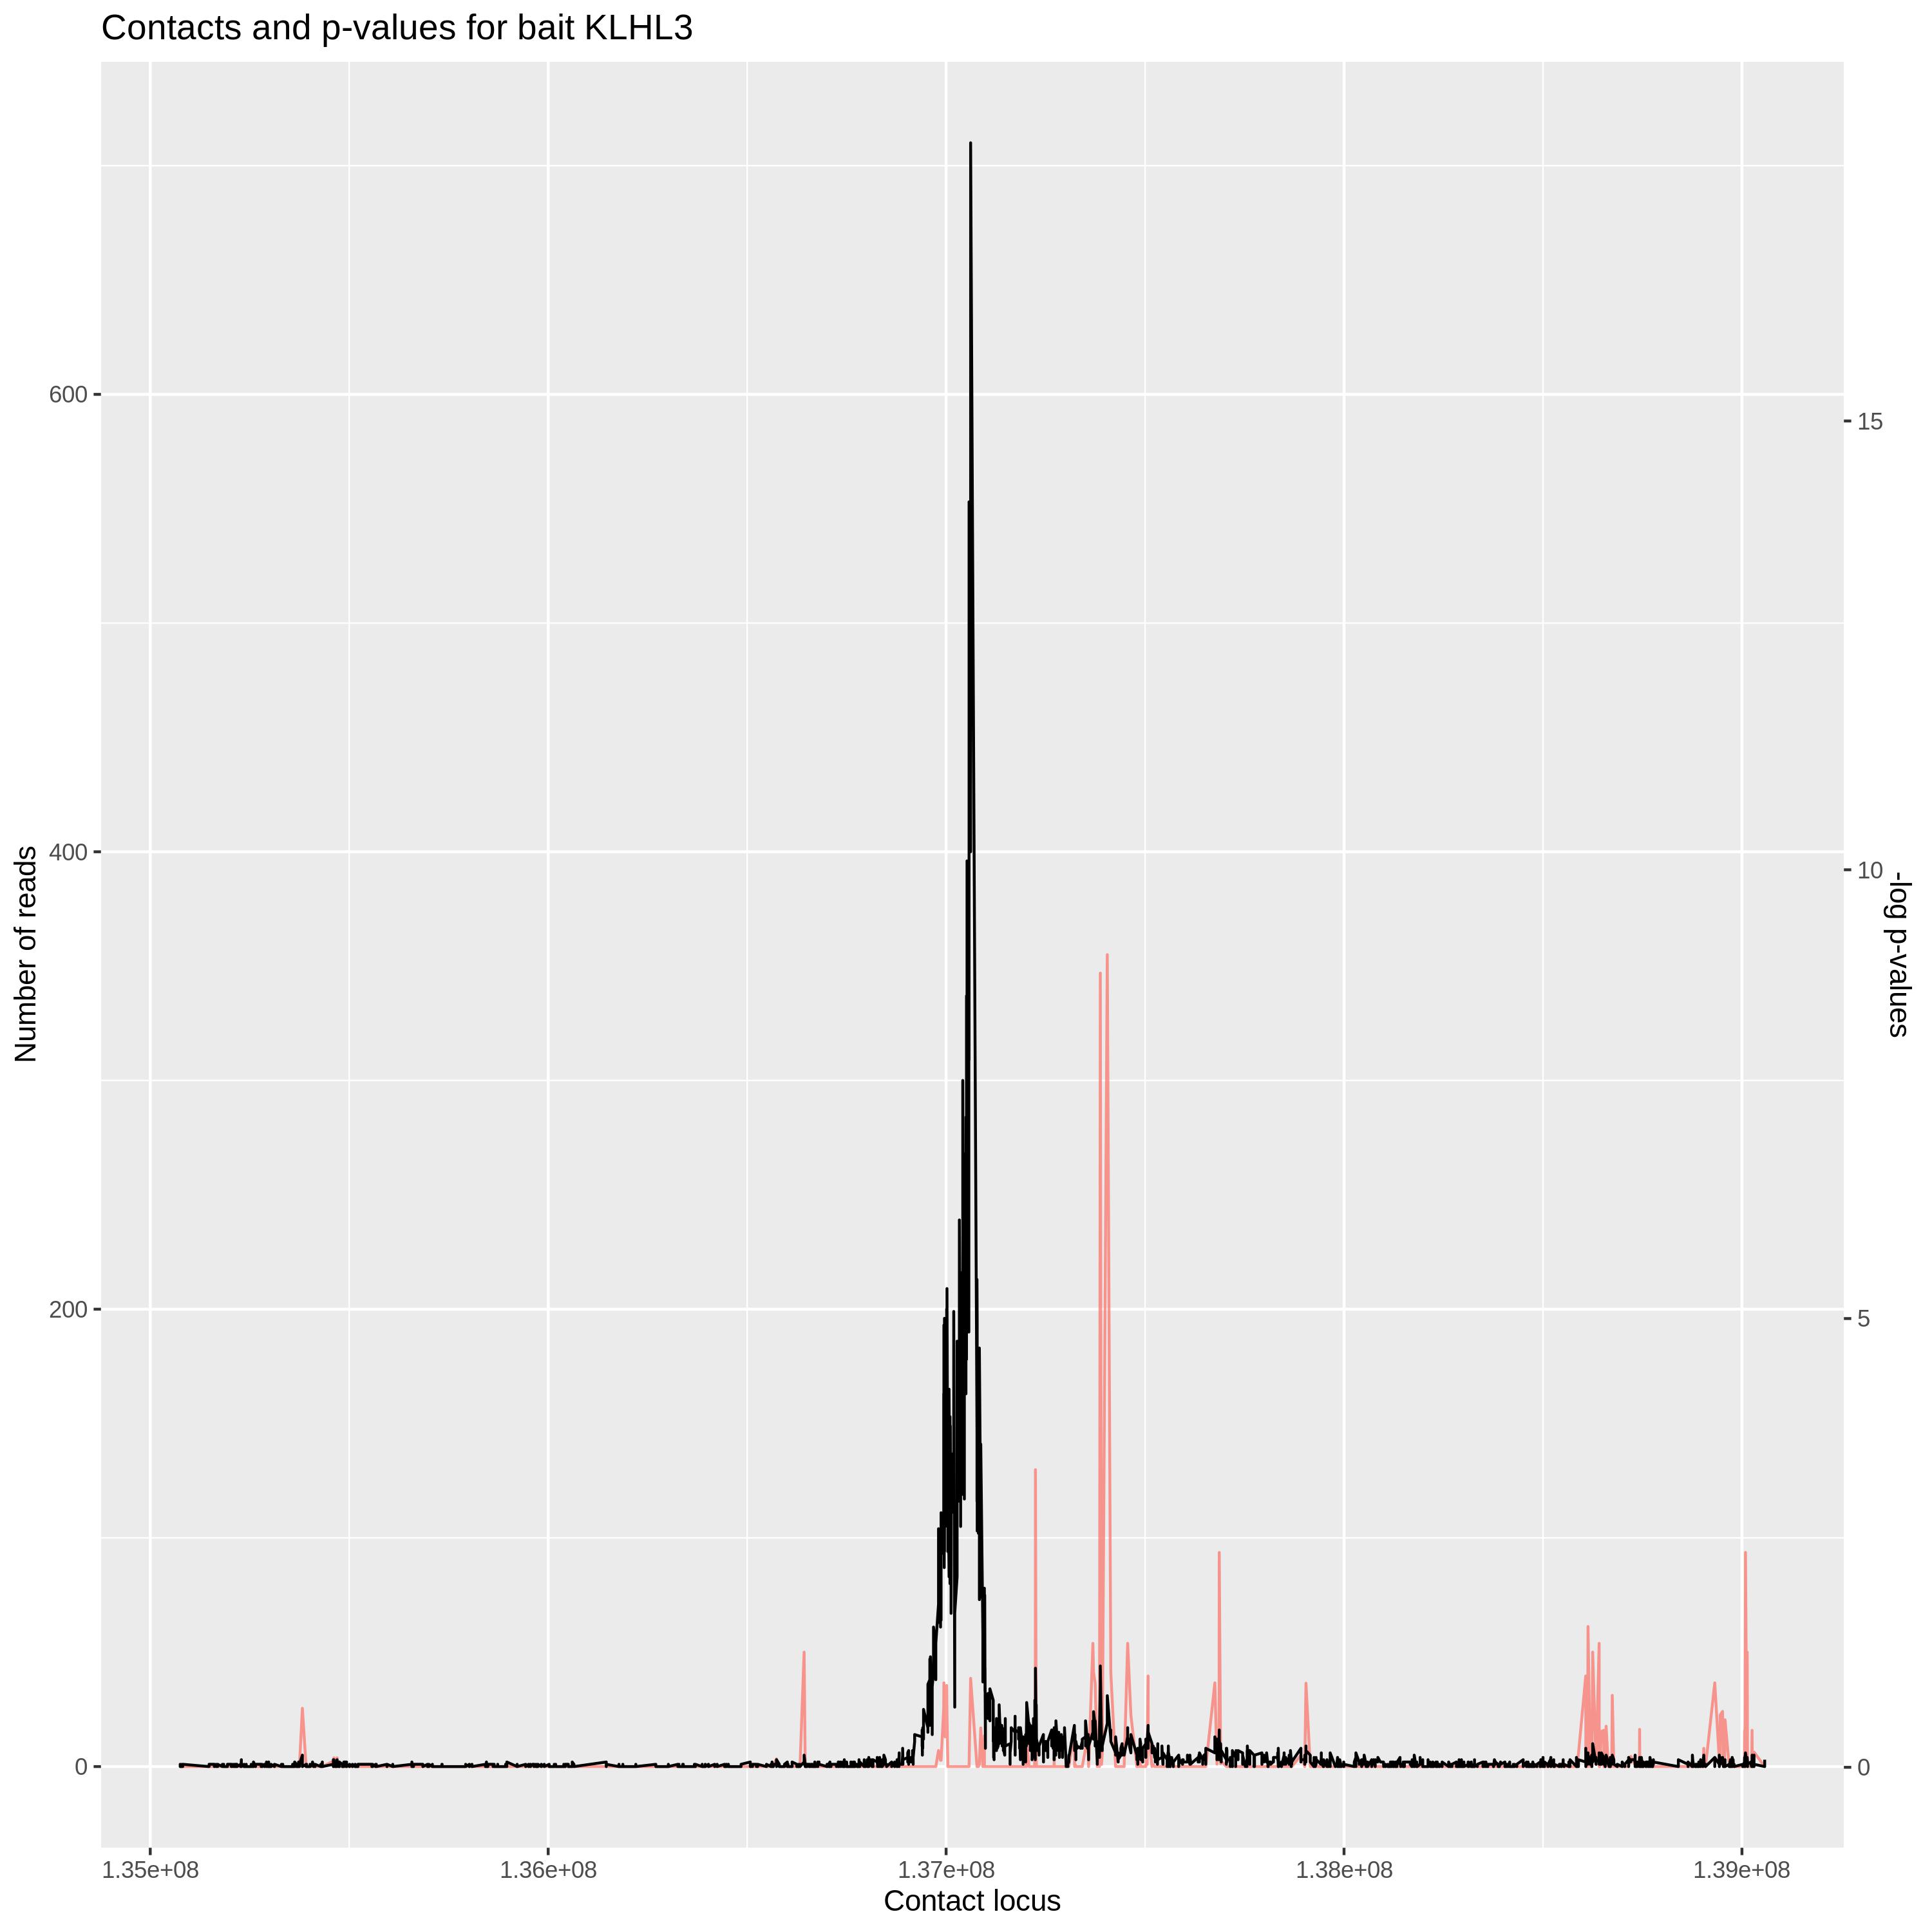 Contacts and p-values for bait KLHL3
Number of reads
600
400
200
0
15
10
5
0
-log p-values
1.35e+08 1.36e+08 1.37e+08 1.38e+08 1.39e+08
Contact locus